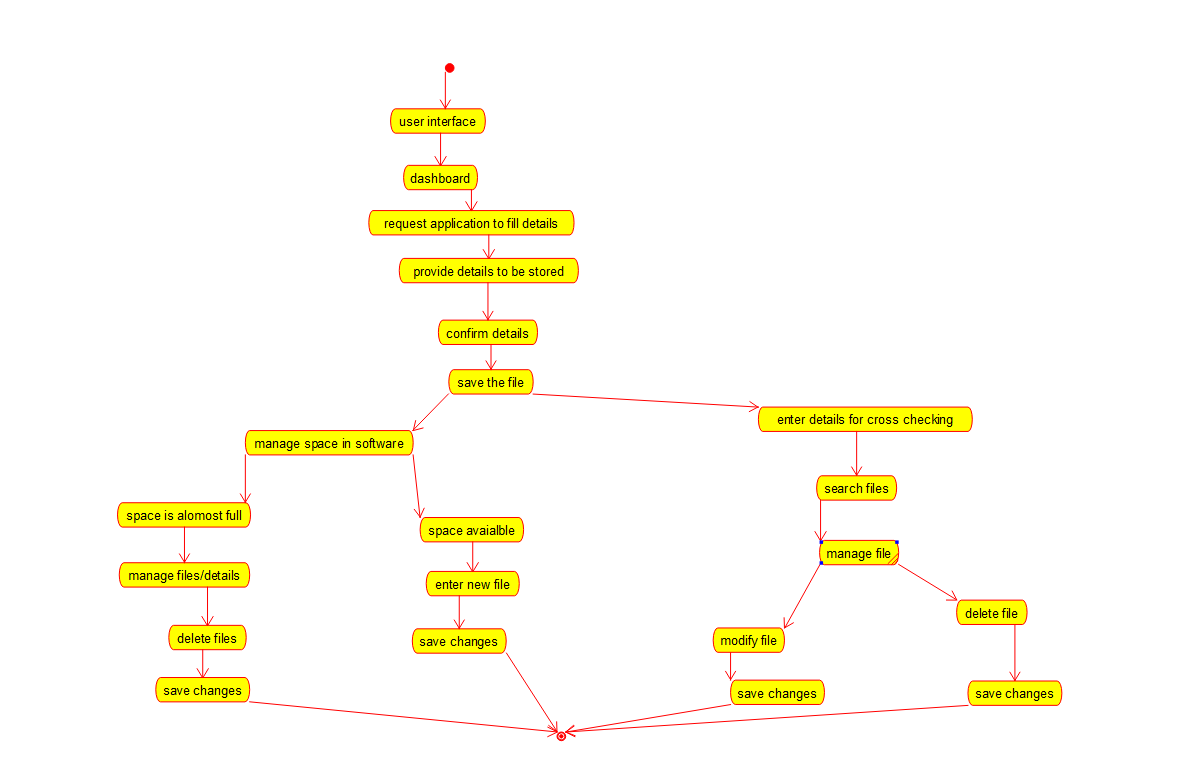 user interface
dashboard
request application to fill details
provide details to be stored
confirm details
save the file
enter details for cross checking
manage space in software
search files
space is alomost full
space avaialble
manage file
manage files/details
enter new file
delete file
delete files
save changes
modify file
save changes
save changes
save changes